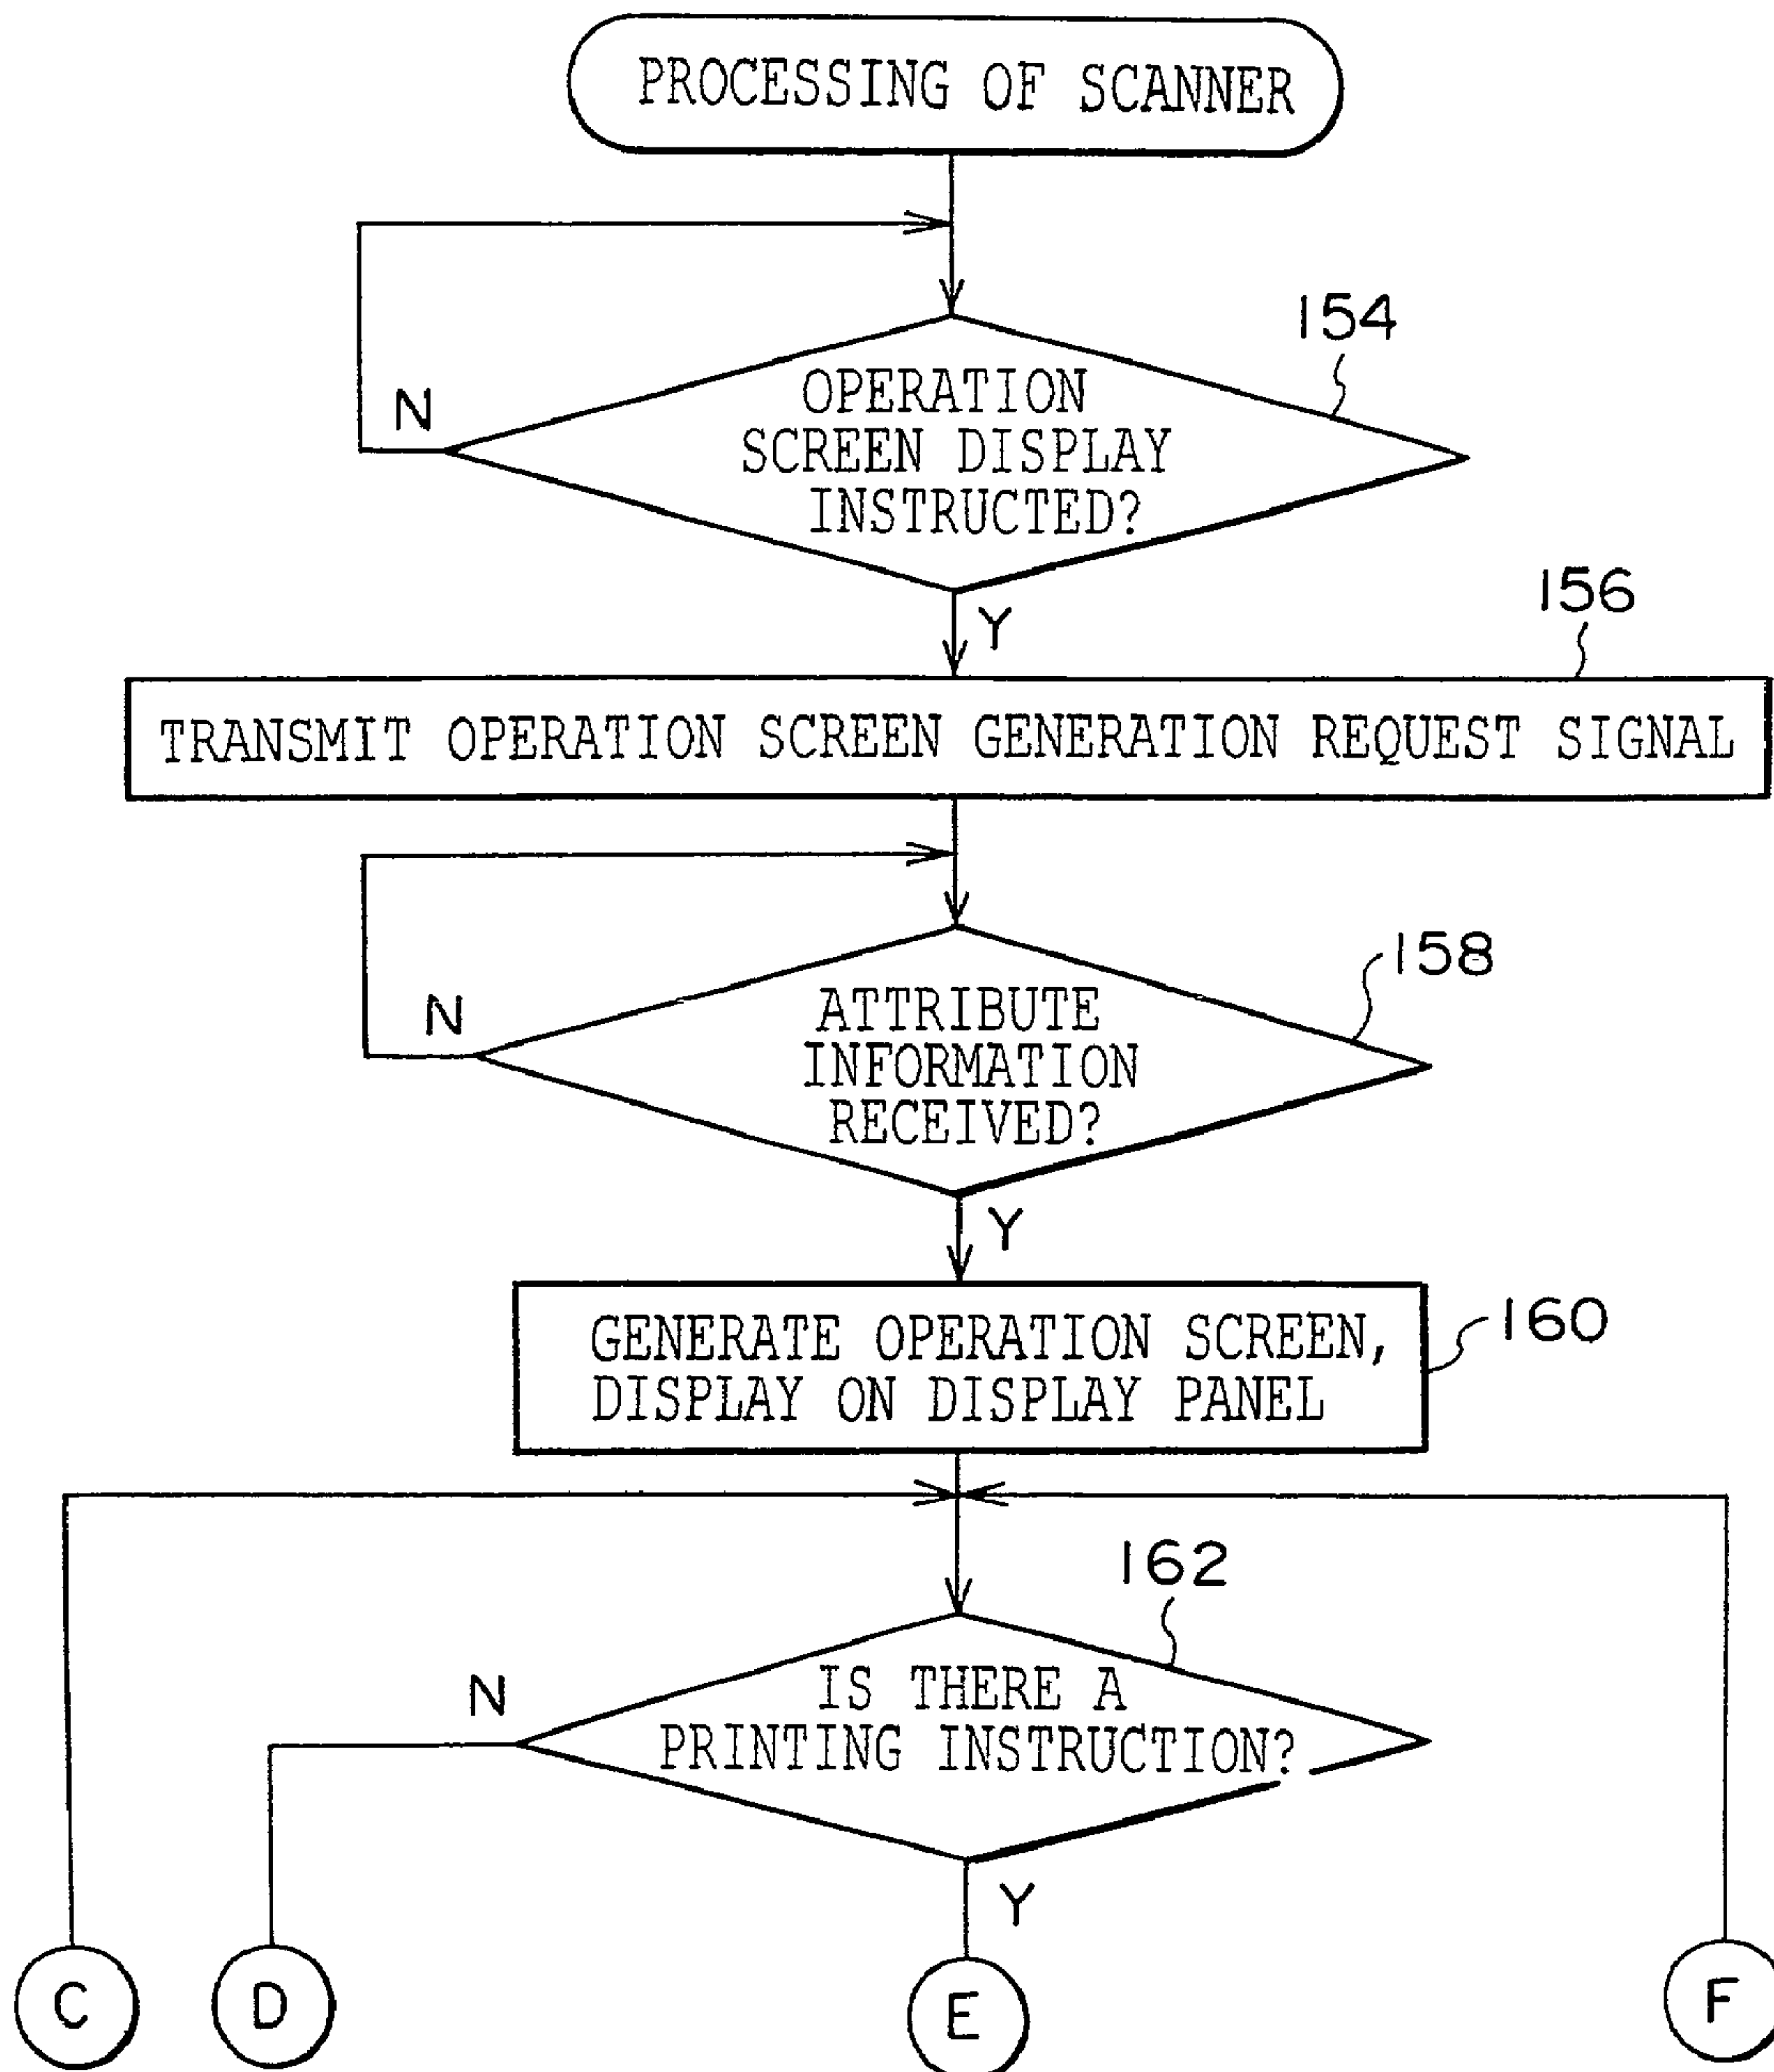 PROCESSING OF SCANNER
154
N
OPERATION
SCREEN DISPLAY
INSTRUCTED?
156
Y
TRANSMIT OPERATION SCREEN GENERATION REQUEST SIGNAL
158
N
ATTRIBUTE
INFORMATION
RECEIVED?
Y
GENERATE OPERATION SCREEN,
DISPLAY ON DISPLAY PANEL
160
162
N
IS THERE A
PRINTING INSTRUCTION?
Y
C
D
E
F